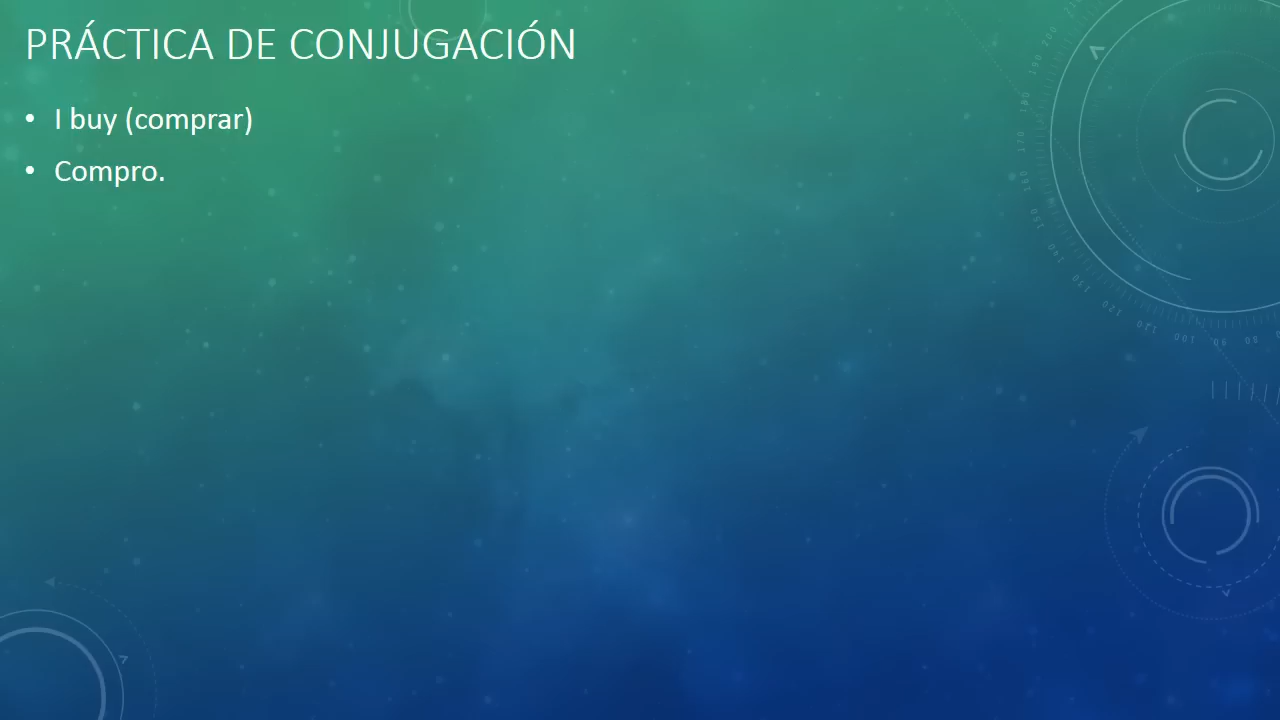 PRÁCTICA DE CONJUGACIÓN
• I buy (comprar)
• Compro.